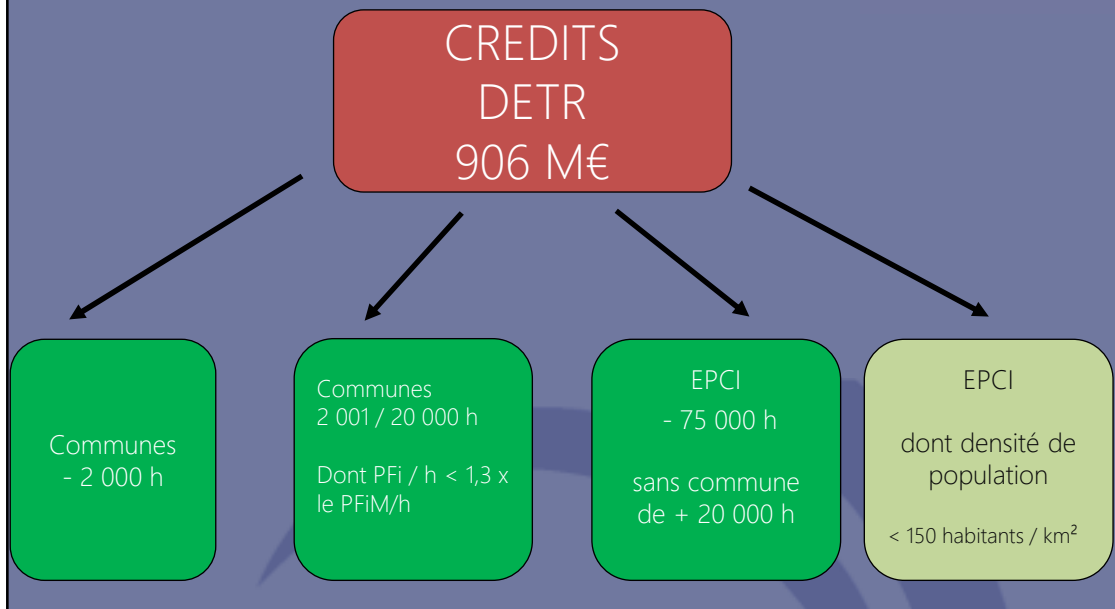 CREDITS
DETR
906 M€
Communes
- 2 000 h
Communes
2 001 / 20 000 h
Dont PFi / h < 1,3 x
le PFiM/h
EPCI
- 75 000 h
sans commune
de + 20 000 h
EPCI
dont densité de
population
< 150 habitants / km²